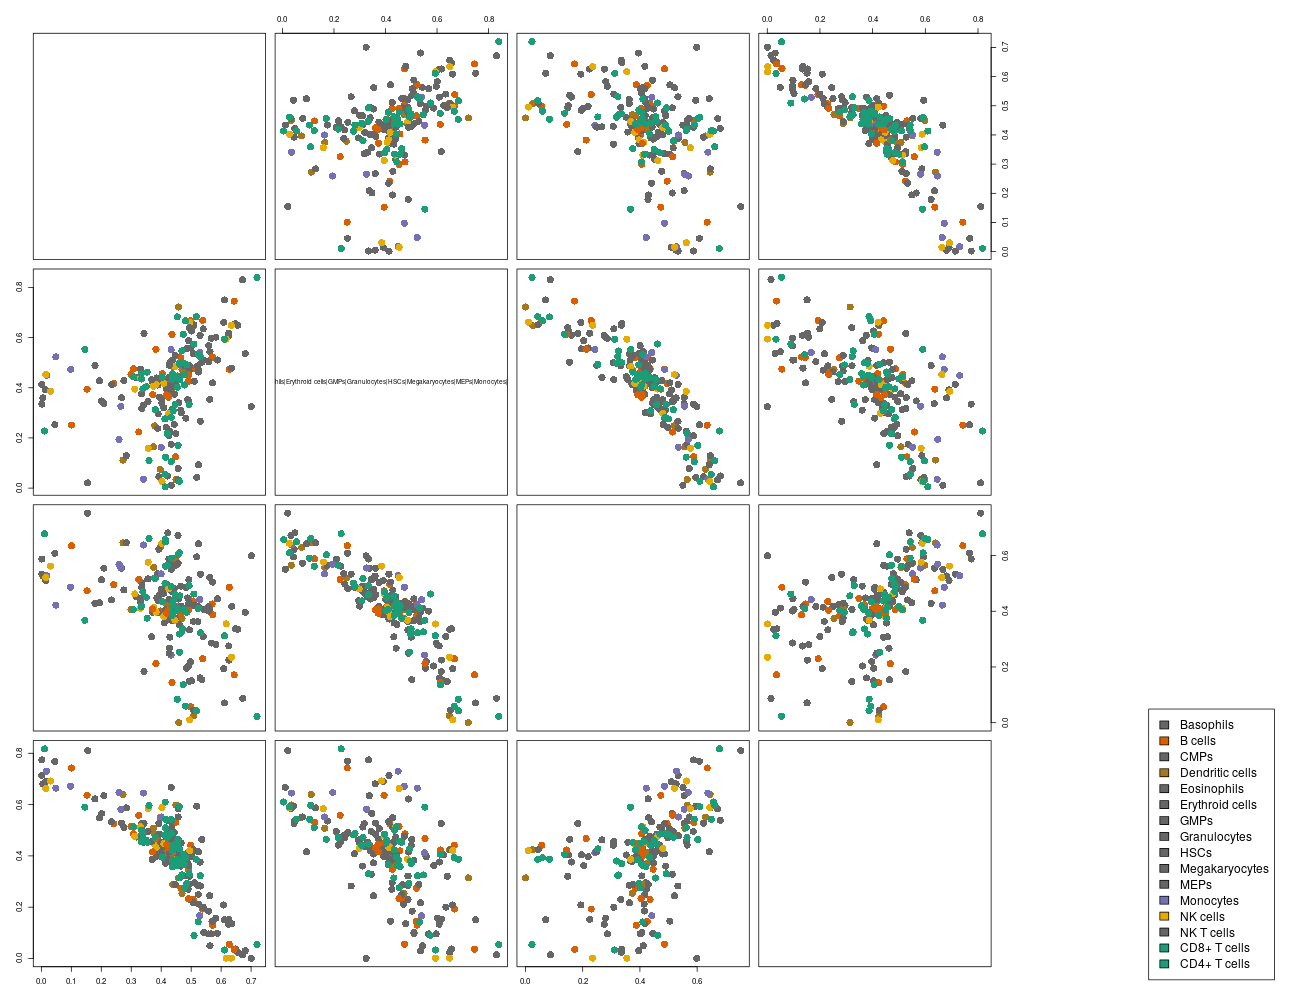 0.0 0.2 0.4 0.6 0.8
0.0 0.2 0.4 0.6 0.8
0.0 0.1 0.2 0.3 0.4 0.5 0.6 0.7
0.0 0.2 0.4 0.6 0.8
ils|Erythroid cells|GMPs|Granulocytes|HSCs|Megakaryocytes|MEPs|Monocytes|
0.0 0.2 0.4 0.6
0.0 0.2 0.4 0.6 0.8
0.0 0.1 0.2 0.3 0.4 0.5 0.6 0.7
0.0 0.2 0.4 0.6
Basophils
B cells
CMPs
Dendritic cells
Eosinophils
Erythroid cells
GMPs
Granulocytes
HSCs
Megakaryocytes
MEPs
Monocytes
NK cells
NK T cells
CD8+ T cells
CD4+ T cells